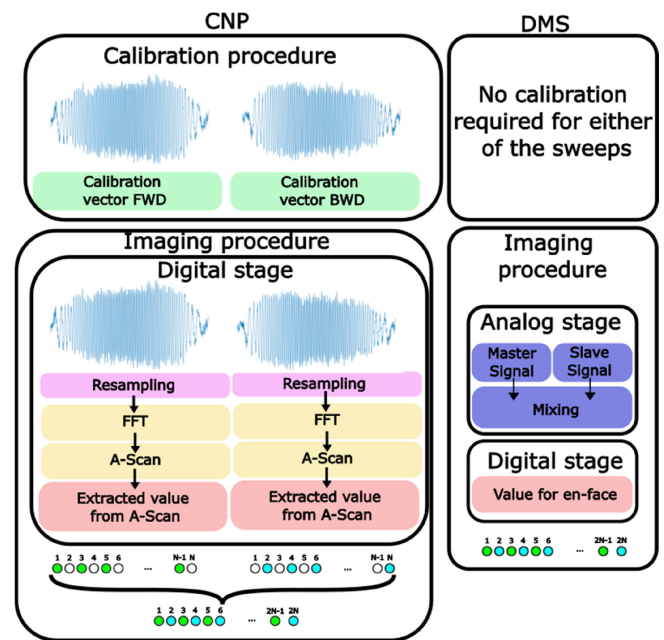 CNP
Calibration procedure
Calibration
vector FWD
Calibration
vector BWD
Imaging procedure
Digital stage
Resampling
FFT
A-Scan
Extracted value
from A-Scan
Resampling
FFT
A-Scan
Extracted value
from A-Scan
1 2 3 4 5 6 ... N-1 N
1 2 3 4 5 6 ... N-1 N
1 2 3 4 5 6 ... 2N-1 2N
DMS
No calibration
required for either
of the sweeps
Imaging
procedure
Analog stage
Master
Signal
Slave
Signal
Mixing
Digital stage
Value for en-face
1 2 3 4 5 6 ... 2N-1 2N